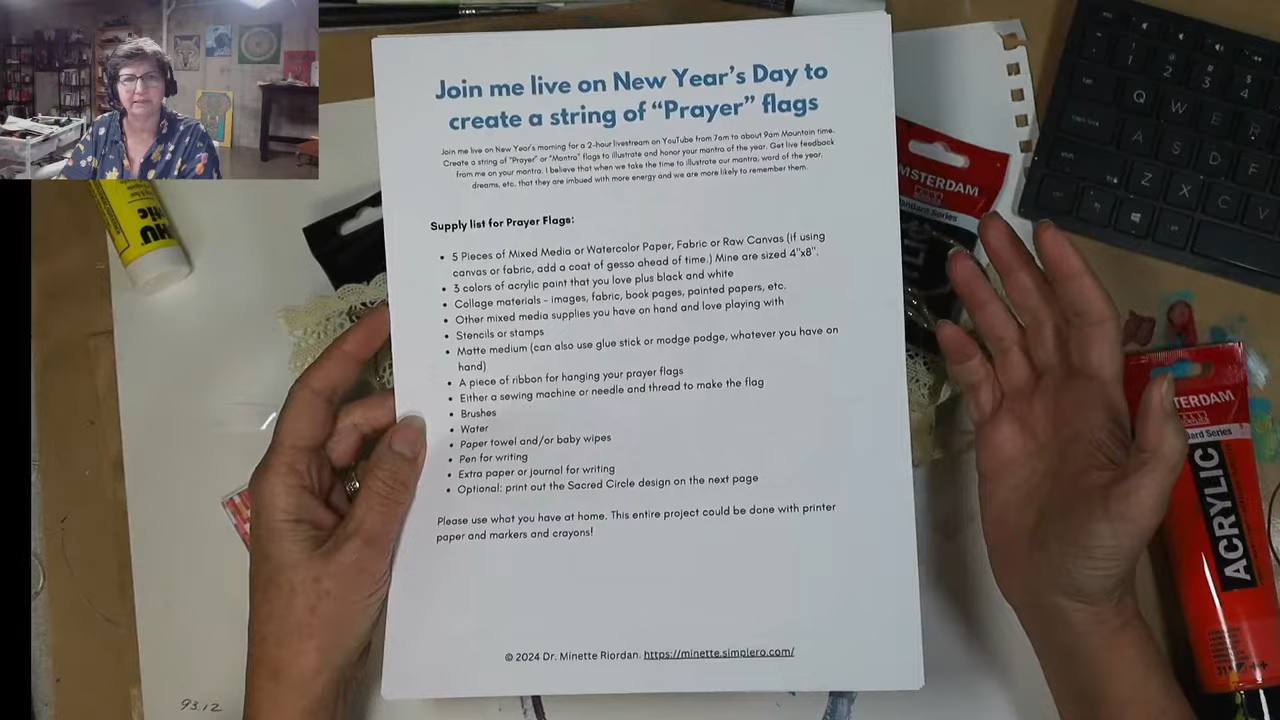 Join me live on New Year's Day to
create a string of “Prayer” flags
Join me live on New Year's morning for a 2-hour livestream on YouTube from 7am to about 9am Mountain time.
Create a string of "Prayer" or "Mantra" flags to illustrate and honor your mantra of the year. Get live feedback
from me on your mantra. I believe that when we take the time to illustrate our mantra, word of the year,
dreams, etc. that they are imbued with more energy and we are more likely to remember them.
Supply list for Prayer Flags:
• 5 Pieces of Mixed Media or Watercolor Paper, Fabric or Raw Canvas (if using
canvas or fabric, add a coat of gesso ahead of time.) Mine are sized 4"x8".
• 3 colors of acrylic paint that you love plus black and white
• Collage materials - images, fabric, book pages, painted papers, etc.
• Other mixed media supplies you have on hand and love playing with
• Stencils or stamps
• Matte medium (can also use glue stick or modge podge, whatever you have on
hand)
• A piece of ribbon for hanging your prayer flags
• Either a sewing machine or needle and thread to make the flag
• Brushes
• Water
• Paper towel and/or baby wipes
• Pen for writing
• Extra paper or journal for writing
• Optional: print out the Sacred Circle design on the next page
Please use what you have at home. This entire project could be done with printer
paper and markers and crayons!
© 2024 Dr. Minette Riordan. https://minette.simplero.com/
93.12
HU
MSTERDAM
andard Series
TERDAM
ard Series
ACRYLIC
Q W E R
A S D F
Z X C V
1 2 3 4